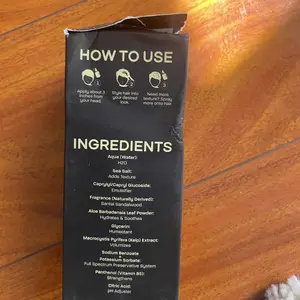 HOW TO USE
1
2
3
Apply about 5
inches from
your head.
Style hair into
your desired
look.
Need more
texture? Spray
more onto hair.
INGREDIENTS
Aqua (Water):
H2O
Sea Salt:
Adds Texture
Caprylyl/Capryl Glucoside:
Emulsifier
Fragrance (Naturally Derived):
Santal Sandalwood
Aloe Barbadensis Leaf Powder:
Hydrates & Soothes
Glycerin:
Humectant
Macrocystis Pyrifera (Kelp) Extract:
Volumizes
Sodium Benzoate
Potassium Sorbate:
Full Spectrum Preservative System
Panthenol (Vitamin B5):
Strengthens
Citric Acid:
pH Adjuster